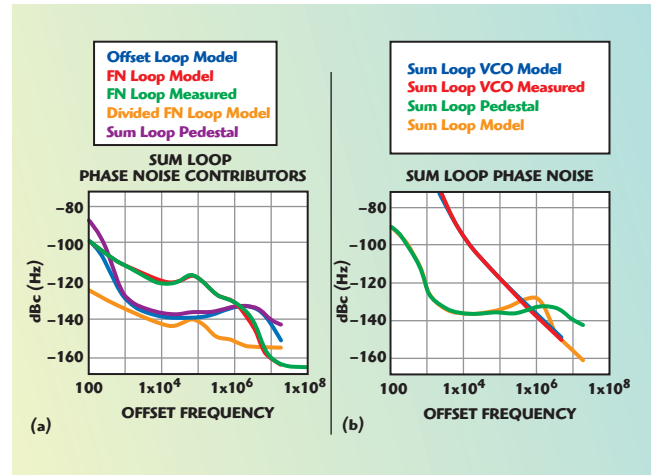 Offset Loop Model
FN Loop Model
FN Loop Measured
Divided FN Loop Model
Sum Loop Pedestal
SUM LOOP
PHASE NOISE CONTRIBUTORS
dBc (Hz)
−80
−100
−120
−140
−160
100
1x10⁴
1x10⁶
1x10⁸
OFFSET FREQUENCY
(a)
Sum Loop VCO Model
Sum Loop VCO Measured
Sum Loop Pedestal
Sum Loop Model
SUM LOOP PHASE NOISE
dBc (Hz)
−80
−100
−120
−140
−160
100
1x10⁴
1x10⁶
1x10⁸
OFFSET FREQUENCY
(b)